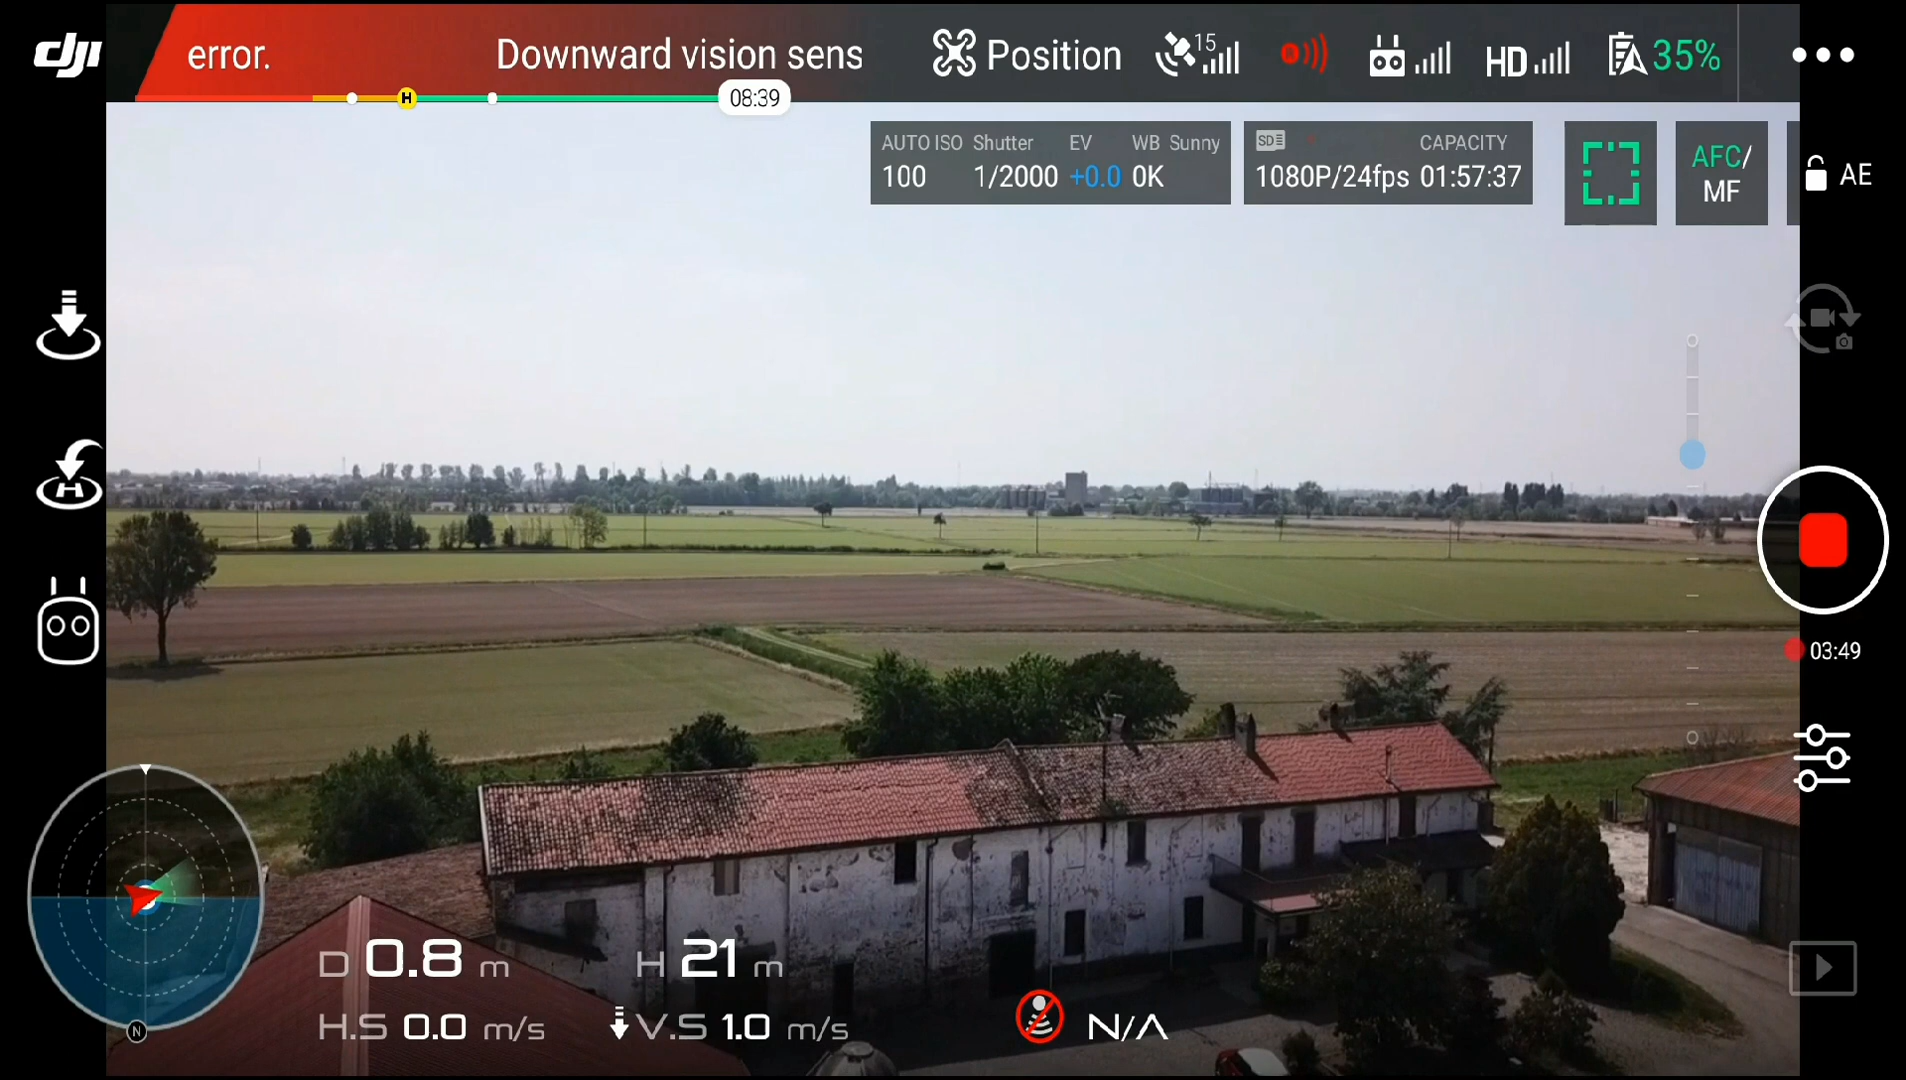 dji error. Downward vision sens Position 15 HD 35%
H 08:39
AUTO ISO Shutter EV WB Sunny SD CAPACITY
100 1/2000 +0.0 0K 1080P/24fps 01:57:37
AFC/
MF
AE
03:49
H
D 0.8 m H 21 m
N
H.S 0.0 m/s V.S 1.0 m/s N/A